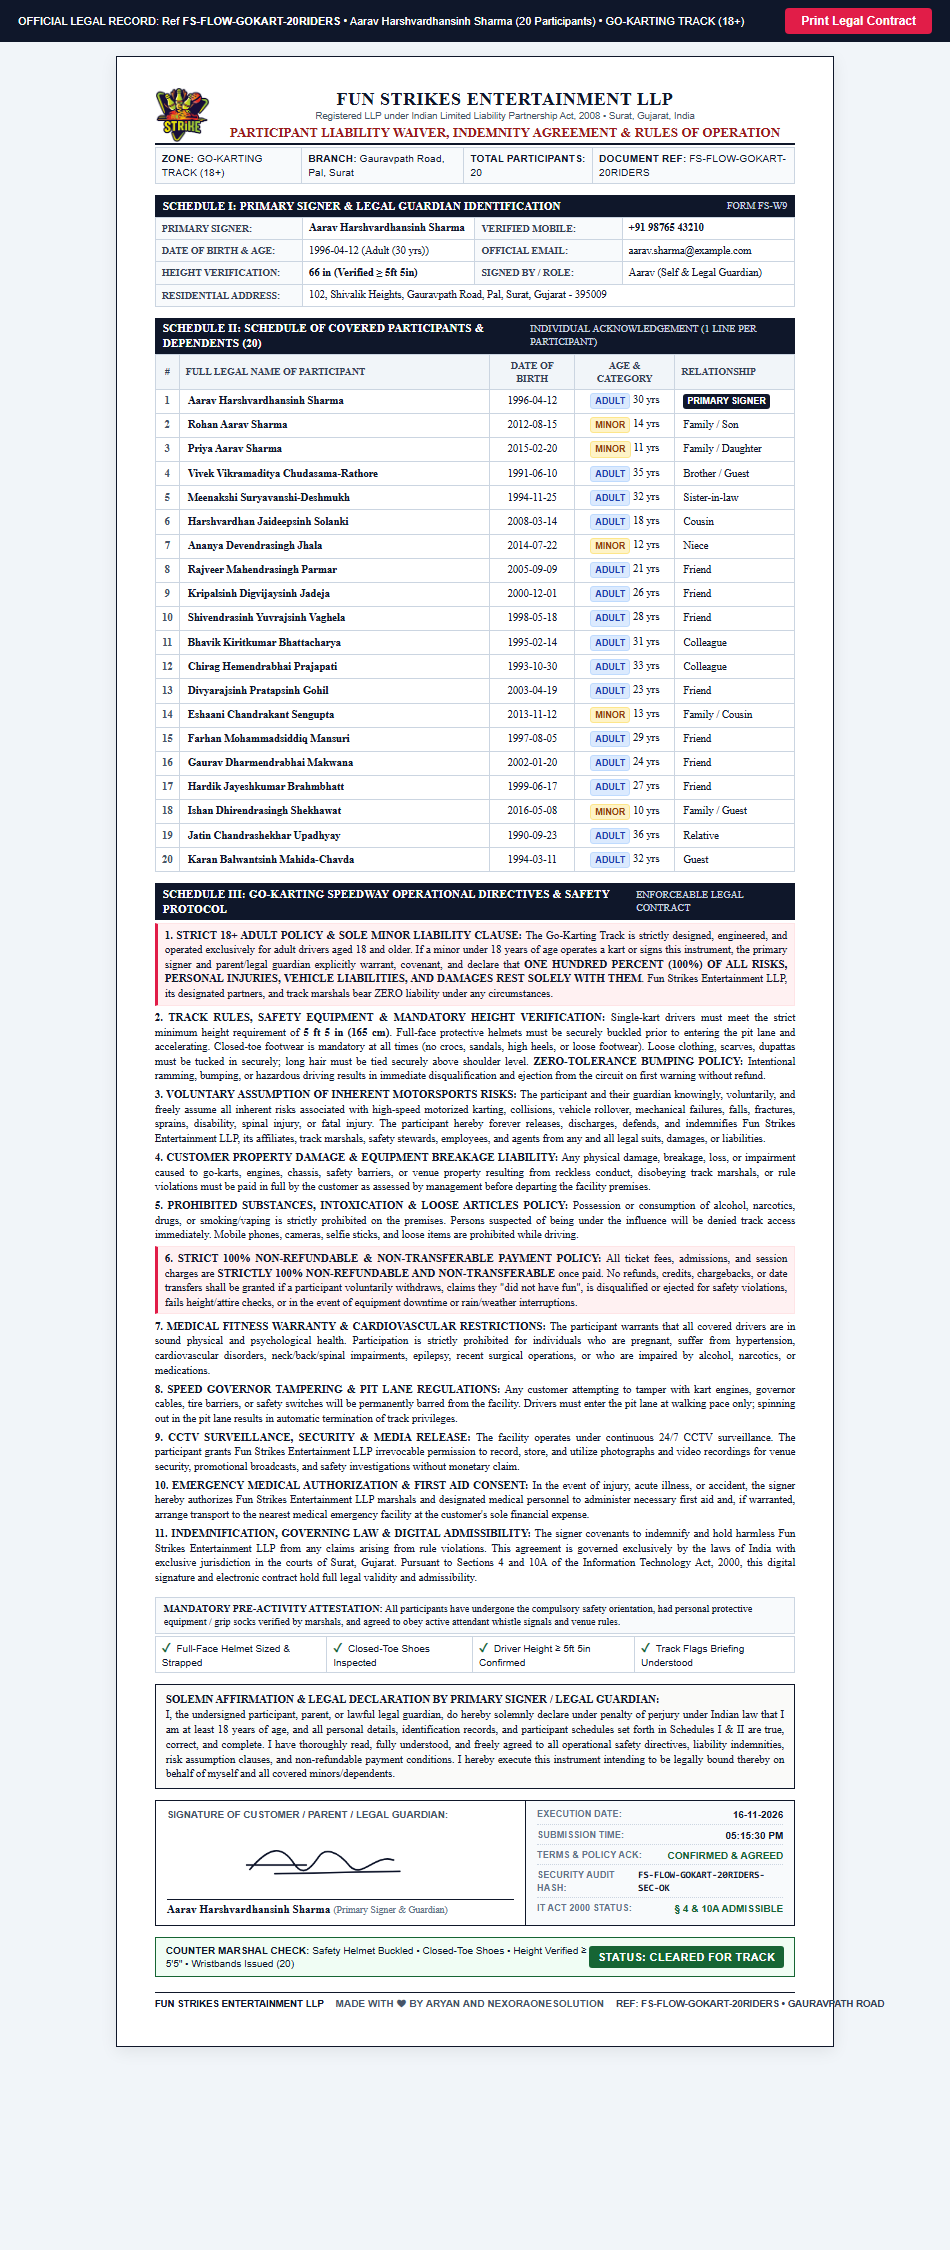 OFFICIAL LEGAL RECORD: Ref FS-FLOW-GOKART-20RIDERS • Aarav Harshvardhansinh Sharma (20 Participants) • GO-KARTING TRACK (18+)
Print Legal Contract
STRIKE
FUN STRIKES ENTERTAINMENT LLP
Registered LLP under Indian Limited Liability Partnership Act, 2008 • Surat, Gujarat, India
PARTICIPANT LIABILITY WAIVER, INDEMNITY AGREEMENT & RULES OF OPERATION
ZONE: GO-KARTING TRACK (18+)
BRANCH: Gauravpath Road, Pal, Surat
TOTAL PARTICIPANTS: 20
DOCUMENT REF: FS-FLOW-GOKART-20RIDERS
SCHEDULE I: PRIMARY SIGNER & LEGAL GUARDIAN IDENTIFICATION FORM FS-W9
PRIMARY SIGNER: Aarav Harshvardhansinh Sharma VERIFIED MOBILE: +91 98765 43210
DATE OF BIRTH & AGE: 1996-04-12 (Adult (30 yrs)) OFFICIAL EMAIL: aarav.sharma@example.com
HEIGHT VERIFICATION: 66 in (Verified ≥ 5ft 5in) SIGNED BY / ROLE: Aarav (Self & Legal Guardian)
RESIDENTIAL ADDRESS: 102, Shivalik Heights, Gauravpath Road, Pal, Surat, Gujarat - 395009
SCHEDULE II: SCHEDULE OF COVERED PARTICIPANTS & DEPENDENTS (20)
INDIVIDUAL ACKNOWLEDGEMENT (1 LINE PER PARTICIPANT)
# FULL LEGAL NAME OF PARTICIPANT DATE OF BIRTH AGE & CATEGORY RELATIONSHIP
1 Aarav Harshvardhansinh Sharma 1996-04-12 ADULT 30 yrs PRIMARY SIGNER
2 Rohan Aarav Sharma 2012-08-15 MINOR 14 yrs Family / Son
3 Priya Aarav Sharma 2015-02-20 MINOR 11 yrs Family / Daughter
4 Vivek Vikramaditya Chudasama-Rathore 1991-06-10 ADULT 35 yrs Brother / Guest
5 Meenakshi Suryavanshi-Deshmukh 1994-11-25 ADULT 32 yrs Sister-in-law
6 Harshvardhan Jaideepsinh Solanki 2008-03-14 ADULT 18 yrs Cousin
7 Ananya Devendrasingh Jhala 2014-07-22 MINOR 12 yrs Niece
8 Rajveer Mahendrasingh Parmar 2005-09-09 ADULT 21 yrs Friend
9 Kripalsinh Digvijaysinh Jadeja 2000-12-01 ADULT 26 yrs Friend
10 Shivendrasinh Yuvrajsinh Vaghela 1998-05-18 ADULT 28 yrs Friend
11 Bhavik Kiritkumar Bhattacharya 1995-02-14 ADULT 31 yrs Colleague
12 Chirag Hemendrabhai Prajapati 1993-10-30 ADULT 33 yrs Colleague
13 Divyarajsinh Pratapsinh Gohil 2003-04-19 ADULT 23 yrs Friend
14 Eshaani Chandrakant Sengupta 2013-11-12 MINOR 13 yrs Family / Cousin
15 Farhan Mohammadsiddiq Mansuri 1997-08-05 ADULT 29 yrs Friend
16 Gaurav Dharmendrabhai Makwana 2002-01-20 ADULT 24 yrs Friend
17 Hardik Jayeshkumar Brahmbhatt 1999-06-17 ADULT 27 yrs Friend
18 Ishan Dhirendrasingh Shekhawat 2016-05-08 MINOR 10 yrs Family / Guest
19 Jatin Chandrashekhar Upadhyay 1990-09-23 ADULT 36 yrs Relative
20 Karan Balwantsinh Mahida-Chavda 1994-03-11 ADULT 32 yrs Guest
SCHEDULE III: GO-KARTING SPEEDWAY OPERATIONAL DIRECTIVES & SAFETY PROTOCOL
ENFORCEABLE LEGAL CONTRACT
1. STRICT 18+ ADULT POLICY & SOLE MINOR LIABILITY CLAUSE: The Go-Karting Track is strictly designed, engineered, and
operated exclusively for adult drivers aged 18 and older. If a minor under 18 years of age operates a kart or signs this instrument, the primary
signer and parent/legal guardian explicitly warrant, covenant, and declare that ONE HUNDRED PERCENT (100%) OF ALL RISKS,
PERSONAL INJURIES, VEHICLE LIABILITIES, AND DAMAGES REST SOLELY WITH THEM. Fun Strikes Entertainment LLP,
its designated partners, and track marshals bear ZERO liability under any circumstances.
2. TRACK RULES, SAFETY EQUIPMENT & MANDATORY HEIGHT VERIFICATION: Single-kart drivers must meet the strict
minimum height requirement of 5 ft 5 in (165 cm). Full-face protective helmets must be securely buckled prior to entering the pit lane and
accelerating. Closed-toe footwear is mandatory at all times (no crocs, sandals, high heels, or loose footwear). Loose clothing, scarves, dupattas
must be tucked in securely; long hair must be tied securely above shoulder level. ZERO-TOLERANCE BUMPING POLICY: Intentional
ramming, bumping, or hazardous driving results in immediate disqualification and ejection from the circuit on first warning without refund.
3. VOLUNTARY ASSUMPTION OF INHERENT MOTORSPORTS RISKS: The participant and their guardian knowingly, voluntarily, and
freely assume all inherent risks associated with high-speed motorized karting, collisions, vehicle rollover, mechanical failures, falls, fractures,
sprains, disability, spinal injury, or fatal injury. The participant hereby forever releases, discharges, defends, and indemnifies Fun Strikes
Entertainment LLP, its affiliates, track marshals, safety stewards, employees, and agents from any and all legal suits, damages, or liabilities.
4. CUSTOMER PROPERTY DAMAGE & EQUIPMENT BREAKAGE LIABILITY: Any physical damage, breakage, loss, or impairment
caused to go-karts, engines, chassis, safety barriers, or venue property resulting from reckless conduct, disobeying track marshals, or rule
violations must be paid in full by the customer as assessed by management before departing the facility premises.
5. PROHIBITED SUBSTANCES, INTOXICATION & LOOSE ARTICLES POLICY: Possession or consumption of alcohol, narcotics,
drugs, or smoking/vaping is strictly prohibited on the premises. Persons suspected of being under the influence will be denied track access
immediately. Mobile phones, cameras, selfie sticks, and loose items are prohibited while driving.
6. STRICT 100% NON-REFUNDABLE & NON-TRANSFERABLE PAYMENT POLICY: All ticket fees, admissions, and session
charges are STRICTLY 100% NON-REFUNDABLE AND NON-TRANSFERABLE once paid. No refunds, credits, chargebacks, or date
transfers shall be granted if a participant voluntarily withdraws, claims they "did not have fun", is disqualified or ejected for safety violations,
fails height/attire checks, or in the event of equipment downtime or rain/weather interruptions.
7. MEDICAL FITNESS WARRANTY & CARDIOVASCULAR RESTRICTIONS: The participant warrants that all covered drivers are in
sound physical and psychological health. Participation is strictly prohibited for individuals who are pregnant, suffer from hypertension,
cardiovascular disorders, neck/back/spinal impairments, epilepsy, recent surgical operations, or who are impaired by alcohol, narcotics, or
medications.
8. SPEED GOVERNOR TAMPERING & PIT LANE REGULATIONS: Any customer attempting to tamper with kart engines, governor
cables, tire barriers, or safety switches will be permanently barred from the facility. Drivers must enter the pit lane at walking pace only; spinning
out in the pit lane results in automatic termination of track privileges.
9. CCTV SURVEILLANCE, SECURITY & MEDIA RELEASE: The facility operates under continuous 24/7 CCTV surveillance. The
participant grants Fun Strikes Entertainment LLP irrevocable permission to record, store, and utilize photographs and video recordings for venue
security, promotional broadcasts, and safety investigations without monetary claim.
10. EMERGENCY MEDICAL AUTHORIZATION & FIRST AID CONSENT: In the event of injury, acute illness, or accident, the signer
hereby authorizes Fun Strikes Entertainment LLP marshals and designated medical personnel to administer necessary first aid and, if warranted,
arrange transport to the nearest medical emergency facility at the customer's sole financial expense.
11. INDEMNIFICATION, GOVERNING LAW & DIGITAL ADMISSIBILITY: The signer covenants to indemnify and hold harmless Fun
Strikes Entertainment LLP from any claims arising from rule violations. This agreement is governed exclusively by the laws of India with
exclusive jurisdiction in the courts of Surat, Gujarat. Pursuant to Sections 4 and 10A of the Information Technology Act, 2000, this digital
signature and electronic contract hold full legal validity and admissibility.
MANDATORY PRE-ACTIVITY ATTESTATION: All participants have undergone the compulsory safety orientation, had personal protective
equipment / grip socks verified by marshals, and agreed to obey active attendant whistle signals and venue rules.
✓ Full-Face Helmet Sized & Strapped
✓ Closed-Toe Shoes Inspected
✓ Driver Height ≥ 5ft 5in Confirmed
✓ Track Flags Briefing Understood
SOLEMN AFFIRMATION & LEGAL DECLARATION BY PRIMARY SIGNER / LEGAL GUARDIAN:
I, the undersigned participant, parent, or lawful legal guardian, do hereby solemnly declare under penalty of perjury under Indian law that I
am at least 18 years of age, and all personal details, identification records, and participant schedules set forth in Schedules I & II are true,
correct, and complete. I have thoroughly read, fully understood, and freely agreed to all operational safety directives, liability indemnities,
risk assumption clauses, and non-refundable payment conditions. I hereby execute this instrument intending to be legally bound thereby on
behalf of myself and all covered minors/dependents.
SIGNATURE OF CUSTOMER / PARENT / LEGAL GUARDIAN:
Aarav Harshvardhansinh Sharma (Primary Signer & Guardian)
EXECUTION DATE: 16-11-2026
SUBMISSION TIME: 05:15:30 PM
TERMS & POLICY ACK: CONFIRMED & AGREED
SECURITY AUDIT HASH: FS-FLOW-GOKART-20RIDERS-SEC-OK
IT ACT 2000 STATUS: § 4 & 10A ADMISSIBLE
COUNTER MARSHAL CHECK: Safety Helmet Buckled • Closed-Toe Shoes • Height Verified ≥
5'5" • Wristbands Issued (20)
STATUS: CLEARED FOR TRACK
FUN STRIKES ENTERTAINMENT LLP MADE WITH ♥ BY ARYAN AND NEXORAONESOLUTION REF: FS-FLOW-GOKART-20RIDERS • GAURAVPATH ROAD